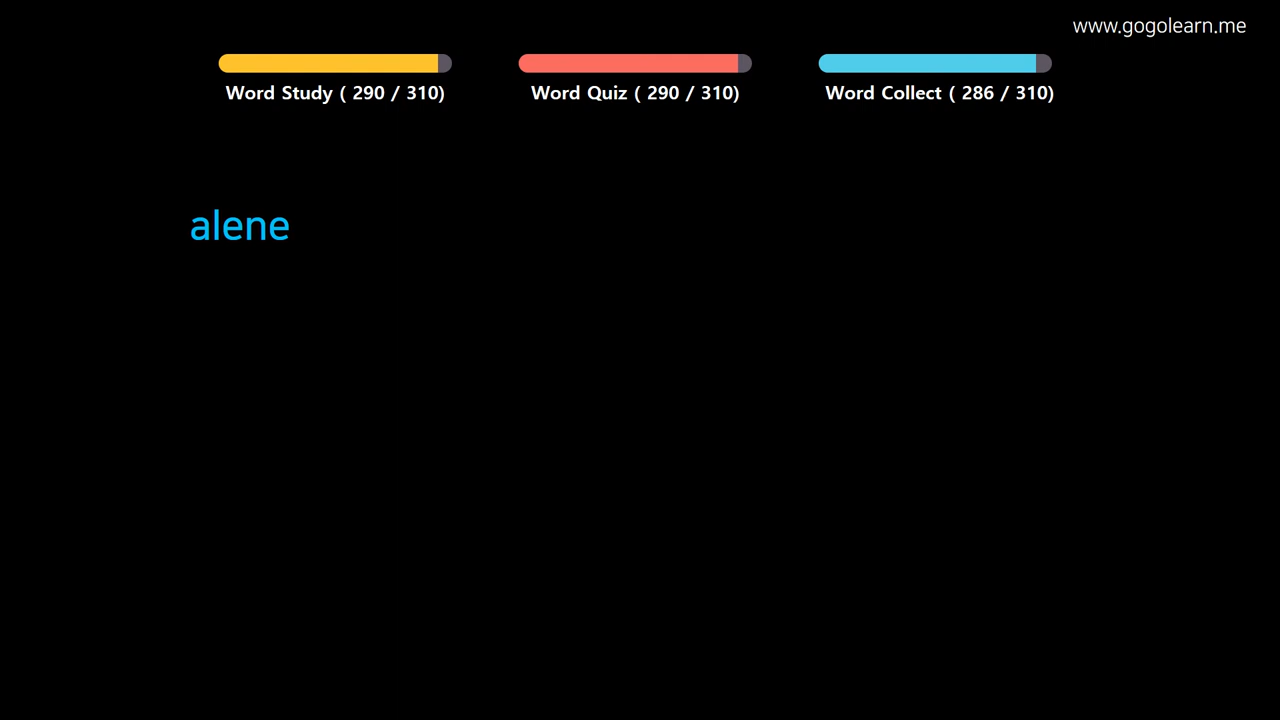 www.gogolearn.me
Word Study ( 290 / 310)
Word Quiz ( 290 / 310)
Word Collect ( 286 / 310)
alene